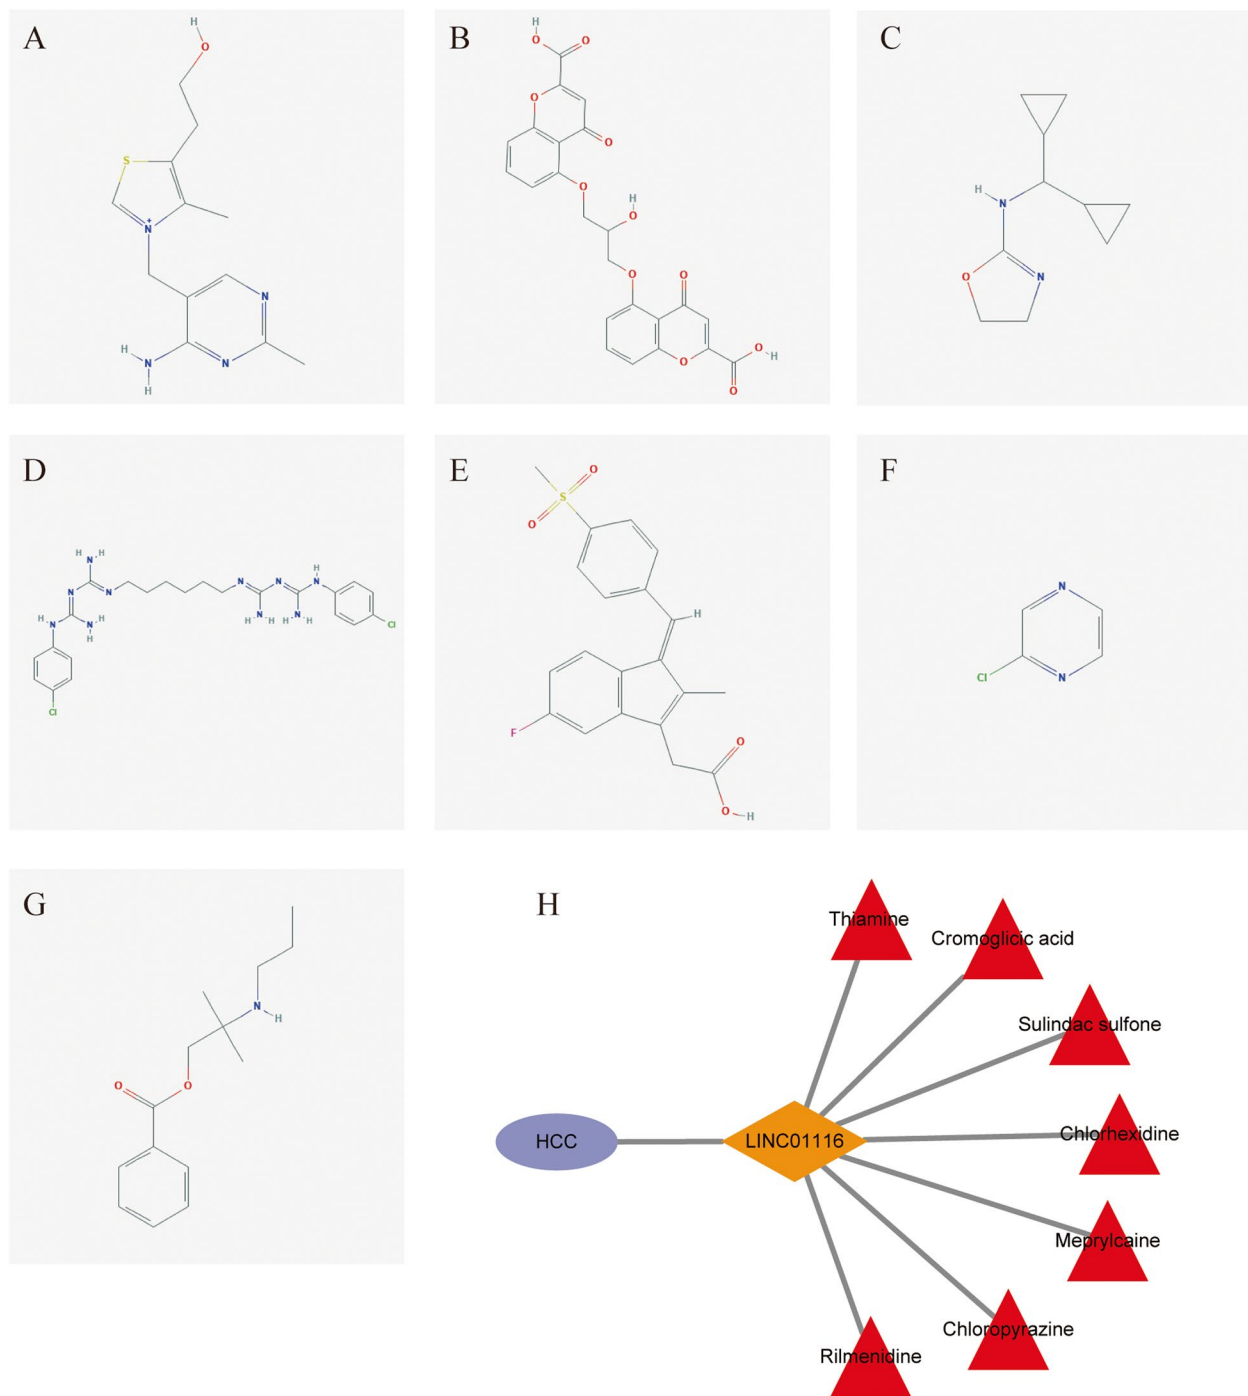 A
H
O
S
N+
N
N
N
H
H
B
H
O
O
O
O
O
H
O
O
O
O
O
H
O
C
H
N
O
N
D
H H
N
N
N
N
H
N
N
H
H
Cl
N
N
N
H
N
H H
N
H H
Cl
E
O
S
O
H
F
O
O
H
F
N
Cl
N
G
N
H
O
O
H
Thiamine
Cromoglicic acid
Sulindac sulfone
HCC
LINC01116
Chlorhexidine
Meprylcaine
Chloropyrazine
Rilmenidine